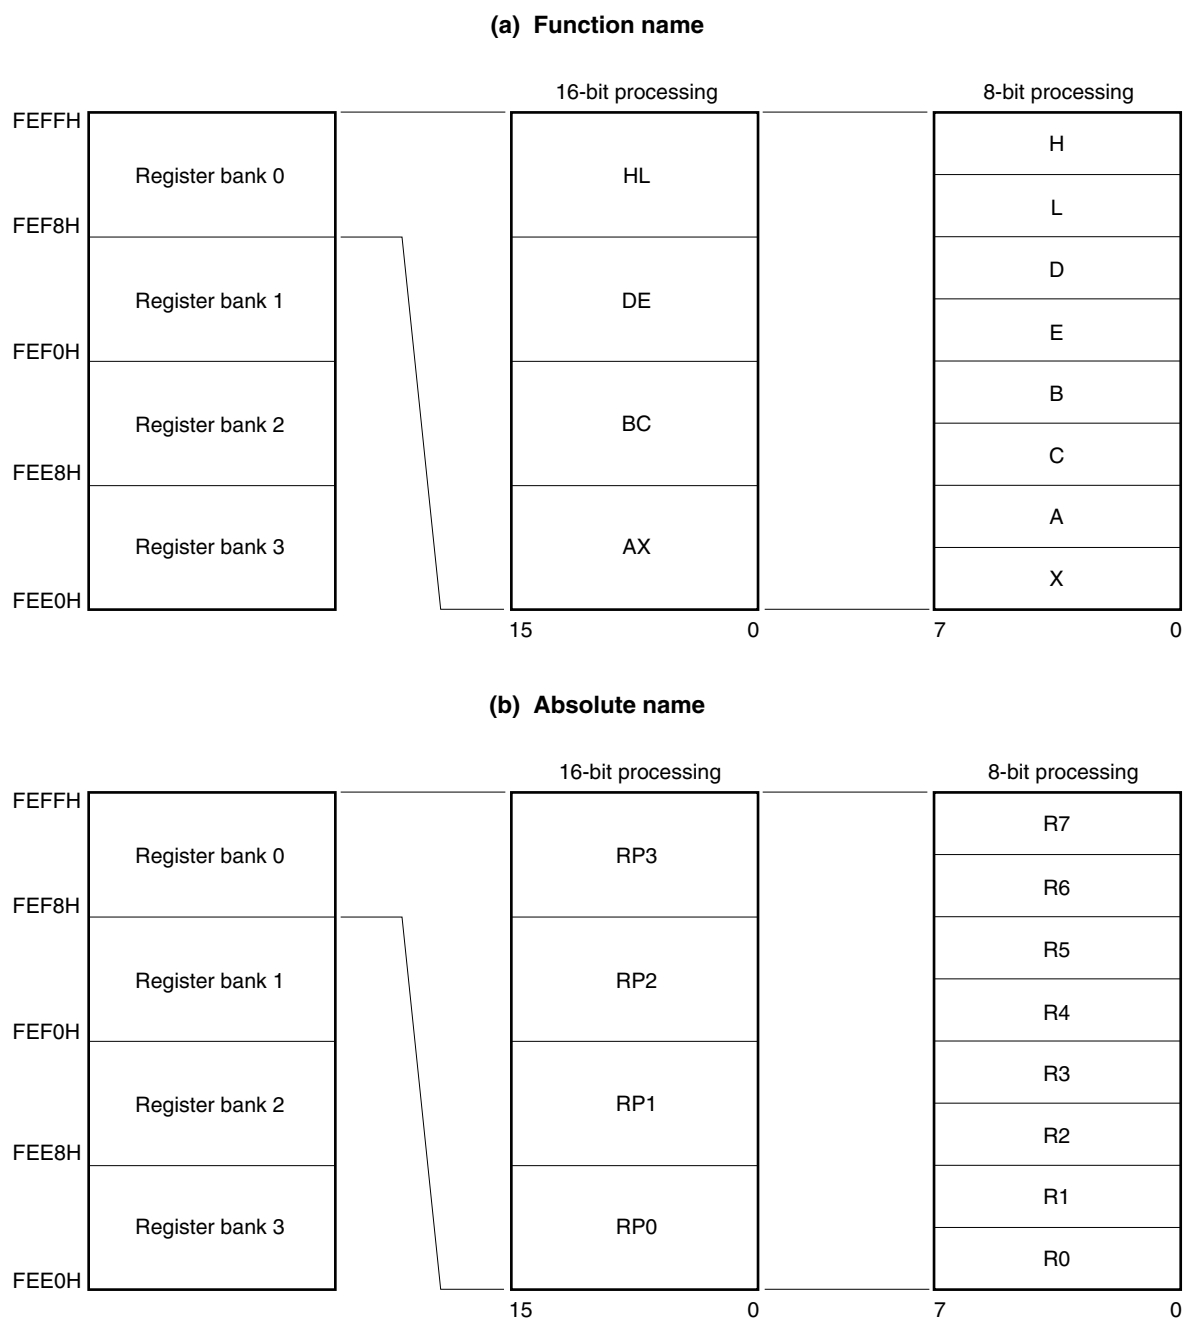 (a) Function name
16-bit processing
8-bit processing
FEFFH
Register bank 0
HL
H
L
FEF8H
Register bank 1
DE
D
E
FEF0H
Register bank 2
BC
B
C
FEE8H
Register bank 3
AX
A
X
FEE0H
15 0
7 0
(b) Absolute name
16-bit processing
8-bit processing
FEFFH
Register bank 0
RP3
R7
R6
FEF8H
Register bank 1
RP2
R5
R4
FEF0H
Register bank 2
RP1
R3
R2
FEE8H
Register bank 3
RP0
R1
R0
FEE0H
15 0
7 0